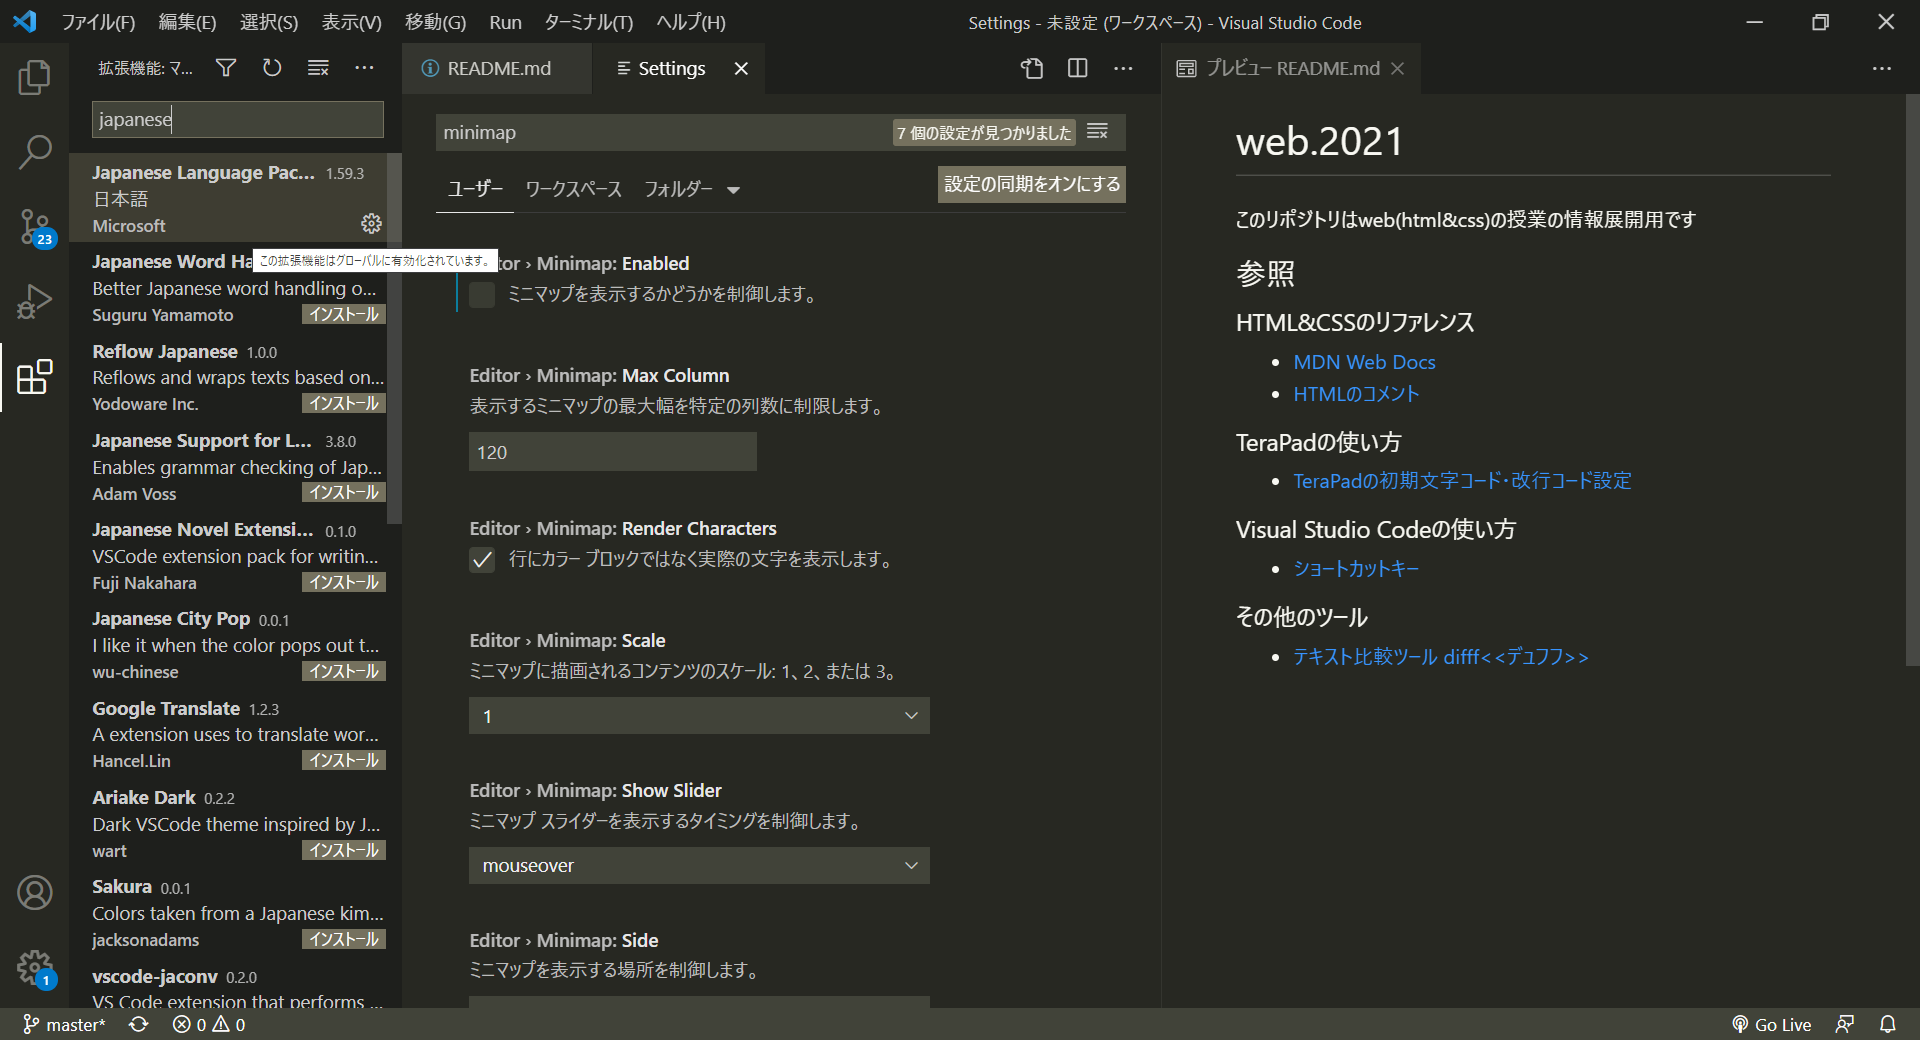 ファイル(F) 編集(E) 選択(S) 表示(V) 移動(G) Run ターミナル(T) ヘルプ(H)
Settings - 未設定 (ワークスペース) - Visual Studio Code
拡張機能: マ...
japanese
Japanese Language Pac... 1.59.3
日本語
Microsoft
この拡張機能はグローバルに有効化されています。
Japanese Word Ha
Better Japanese word handling o...
Suguru Yamamoto インストール
Reflow Japanese 1.0.0
Reflows and wraps texts based on...
Yodoware Inc. インストール
Japanese Support for L... 3.8.0
Enables grammar checking of Jap...
Adam Voss インストール
Japanese Novel Extensi... 0.1.0
VSCode extension pack for writin...
Fuji Nakahara インストール
Japanese City Pop 0.0.1
I like it when the color pops out t...
wu-chinese インストール
Google Translate 1.2.3
A extension uses to translate wor...
Hancel.Lin インストール
Ariake Dark 0.2.2
Dark VSCode theme inspired by J...
wart インストール
Sakura 0.0.1
Colors taken from a Japanese kim...
jacksonadams インストール
vscode-jaconv 0.2.0
VS Code extension that performs ...
23
1
README.md
Settings
minimap
7 個の設定が見つかりました
ユーザー ワークスペース フォルダー
設定の同期をオンにする
tor › Minimap: Enabled
ミニマップを表示するかどうかを制御します。
Editor › Minimap: Max Column
表示するミニマップの最大幅を特定の列数に制限します。
120
Editor › Minimap: Render Characters
行にカラー ブロックではなく実際の文字を表示します。
Editor › Minimap: Scale
ミニマップに描画されるコンテンツのスケール: 1、2、または 3。
1
Editor › Minimap: Show Slider
ミニマップ スライダーを表示するタイミングを制御します。
mouseover
Editor › Minimap: Side
ミニマップを表示する場所を制御します。
プレビュー README.md
web.2021
このリポジトリはweb(html&css)の授業の情報展開用です
参照
HTML&CSSのリファレンス
• MDN Web Docs
• HTMLのコメント
TeraPadの使い方
• TeraPadの初期文字コード・改行コード設定
Visual Studio Codeの使い方
• ショートカットキー
その他のツール
• テキスト比較ツール difff<<デュフフ>>
master* 0 0
Go Live